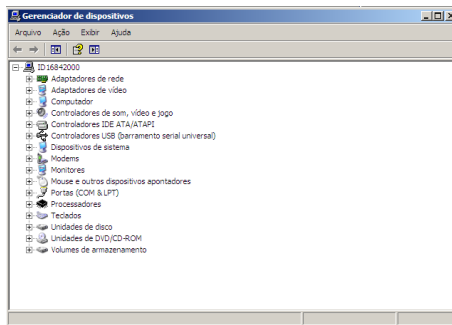 Gerenciador de dispositivos
Arquivo Ação Exibir Ajuda
ID16842000
Adaptadores de rede
Adaptadores de vídeo
Computador
Controladores de som, vídeo e jogo
Controladores IDE ATA/ATAPI
Controladores USB (barramento serial universal)
Dispositivos de sistema
Modems
Monitores
Mouse e outros dispositivos apontadores
Portas (COM & LPT)
Processadores
Teclados
Unidades de disco
Unidades de DVD/CD-ROM
Volumes de armazenamento